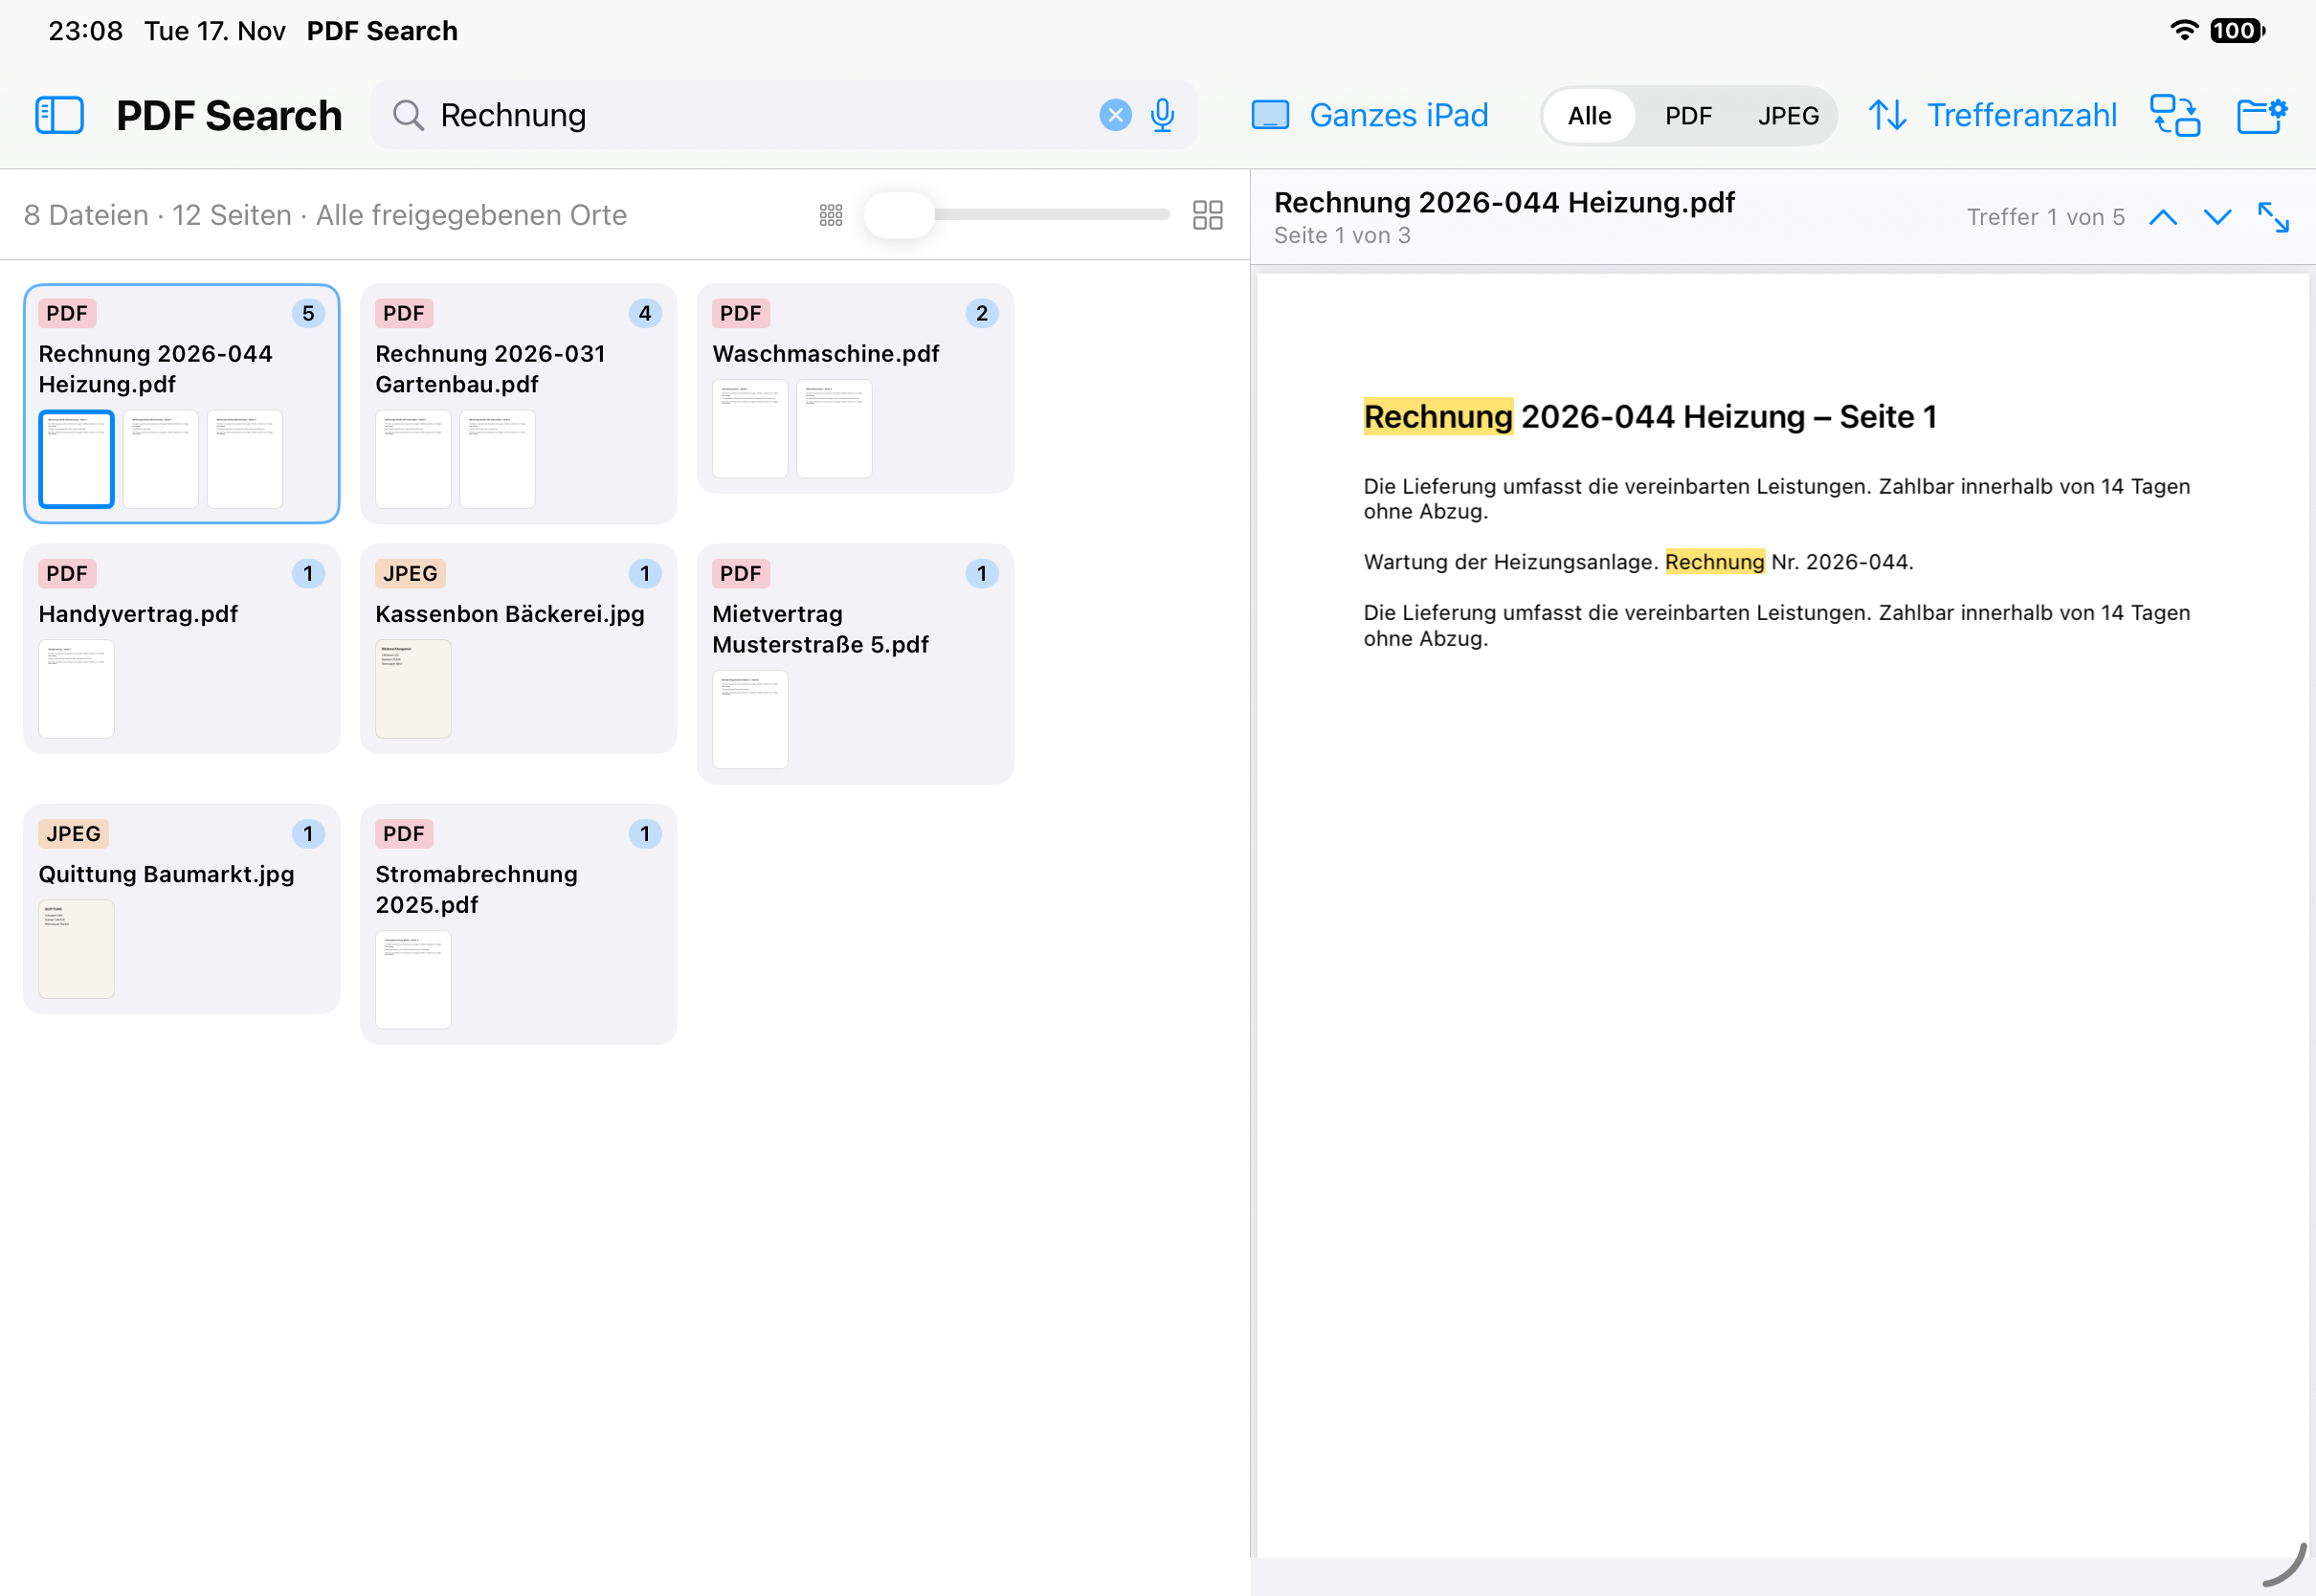 23:08 Tue 17. Nov PDF Search
100
PDF Search
Rechnung
Ganzes iPad
Alle PDF JPEG
Trefferanzahl
8 Dateien · 12 Seiten · Alle freigegebenen Orte
PDF 5
Rechnung 2026-044
Heizung.pdf
PDF 4
Rechnung 2026-031
Gartenbau.pdf
PDF 2
Waschmaschine.pdf
PDF 1
Handyvertrag.pdf
JPEG 1
Kassenbon Bäckerei.jpg
PDF 1
Mietvertrag
Musterstraße 5.pdf
JPEG 1
Quittung Baumarkt.jpg
PDF 1
Stromabrechnung
2025.pdf
Rechnung 2026-044 Heizung.pdf
Seite 1 von 3
Treffer 1 von 5
Rechnung 2026-044 Heizung – Seite 1
Die Lieferung umfasst die vereinbarten Leistungen. Zahlbar innerhalb von 14 Tagen
ohne Abzug.
Wartung der Heizungsanlage. Rechnung Nr. 2026-044.
Die Lieferung umfasst die vereinbarten Leistungen. Zahlbar innerhalb von 14 Tagen
ohne Abzug.